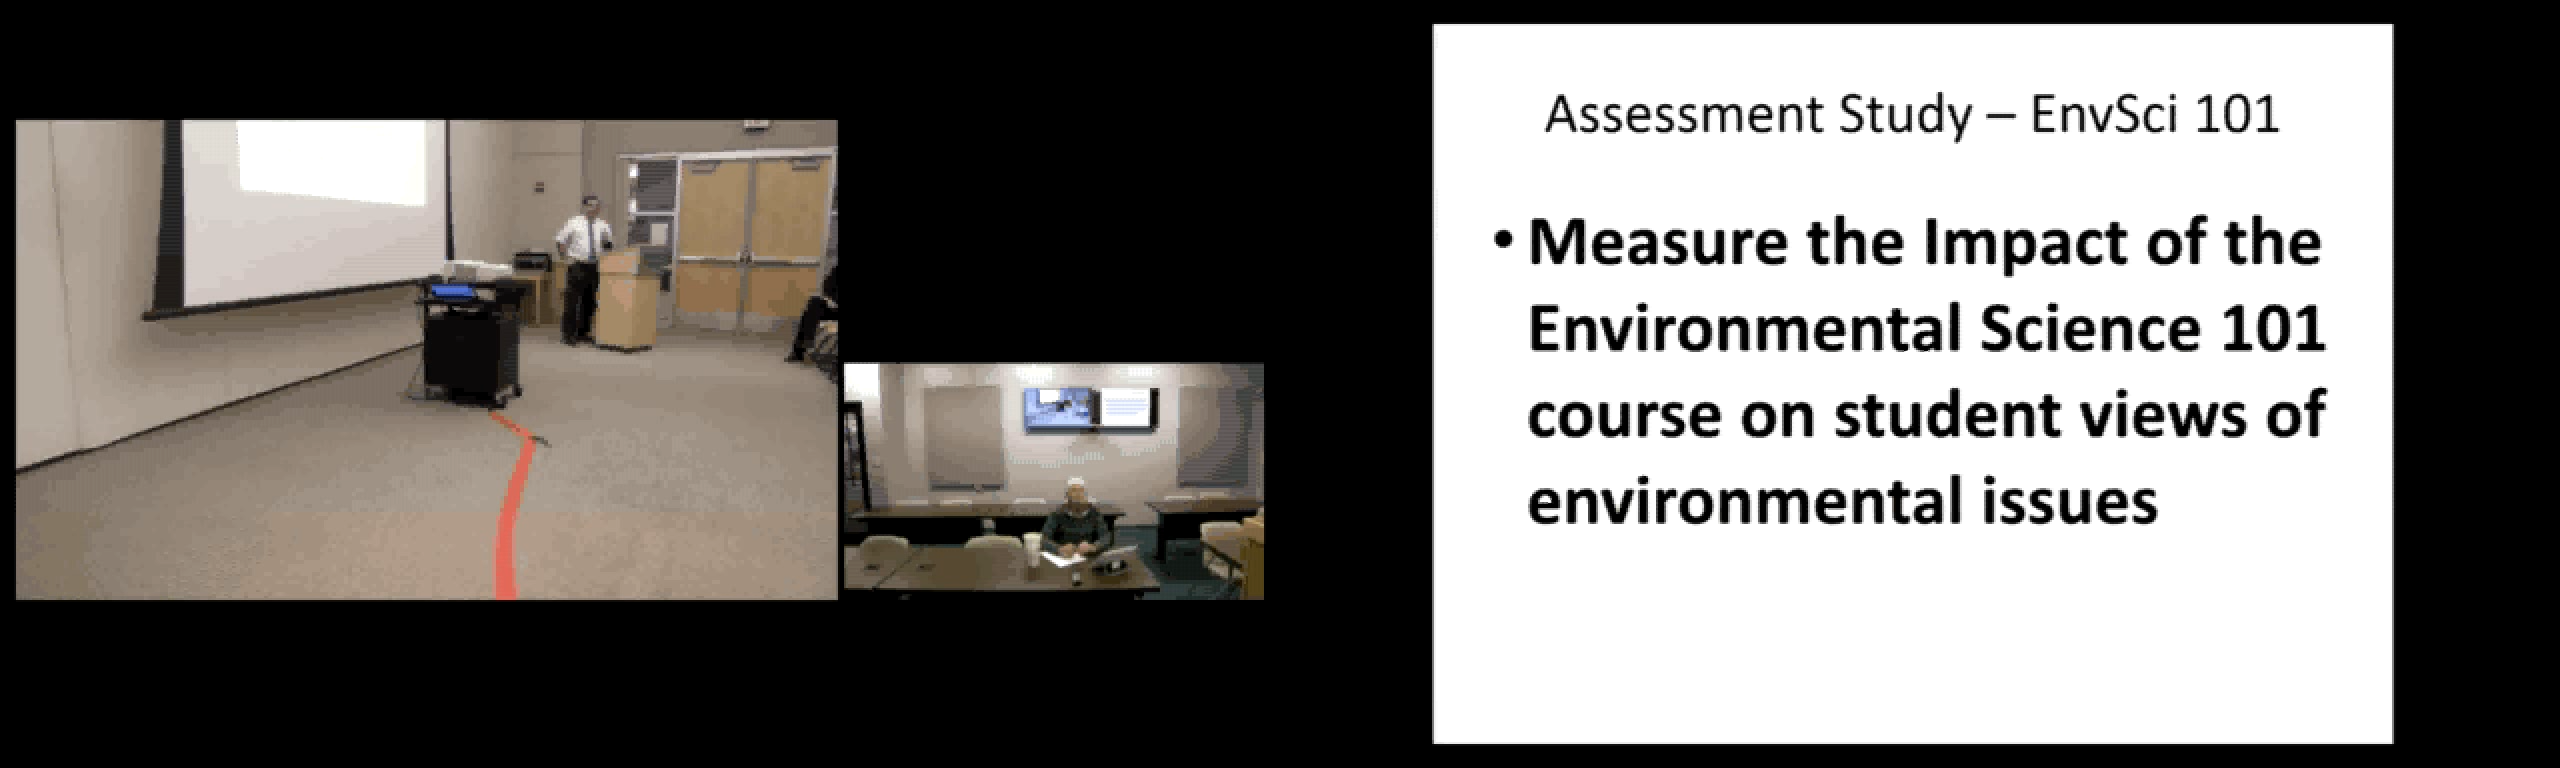 Assessment Study – EnvSci 101
• Measure the Impact of the
Environmental Science 101
course on student views of
environmental issues